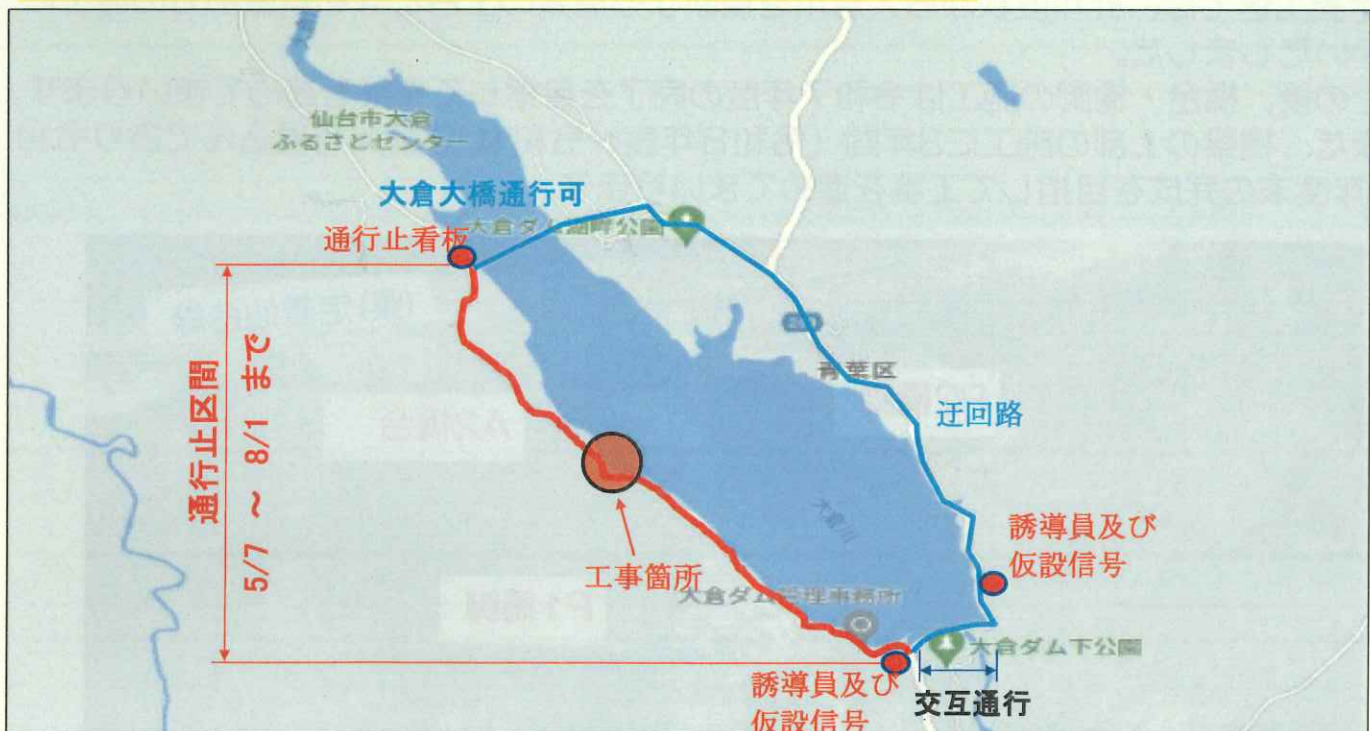 仙台市大倉
ふるさとセンター
大倉大橋通行可
大倉ダム湖畔公園
通行止看板
通行止区間
5/7 ～ 8/1 まで
青葉区
迂回路
大倉川
誘導員及び
仮設信号
工事箇所
大倉ダム管理事務所
大倉ダム下公園
誘導員及び
仮設信号
交互通行